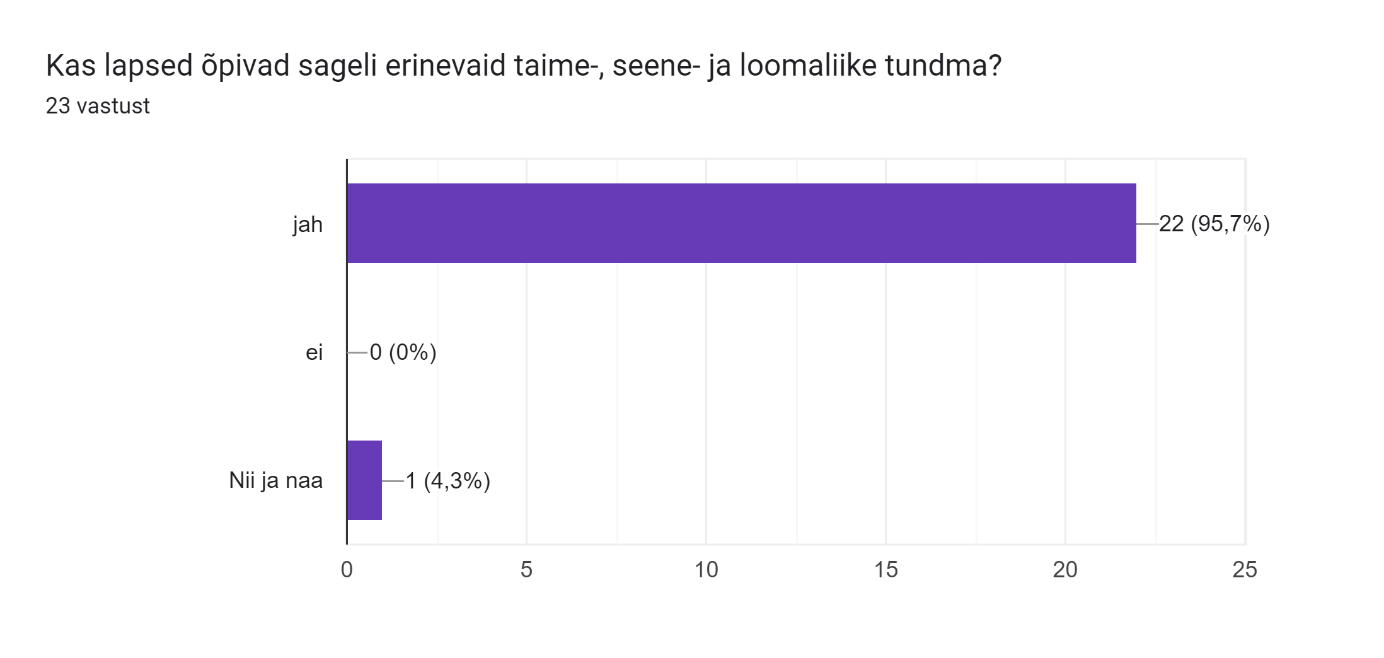 Kas lapsed õpivad sageli erinevaid taime-, seene- ja loomaliike tundma?
23 vastust
jah 22 (95,7%)
ei 0 (0%)
Nii ja naa 1 (4,3%)
0 5 10 15 20 25